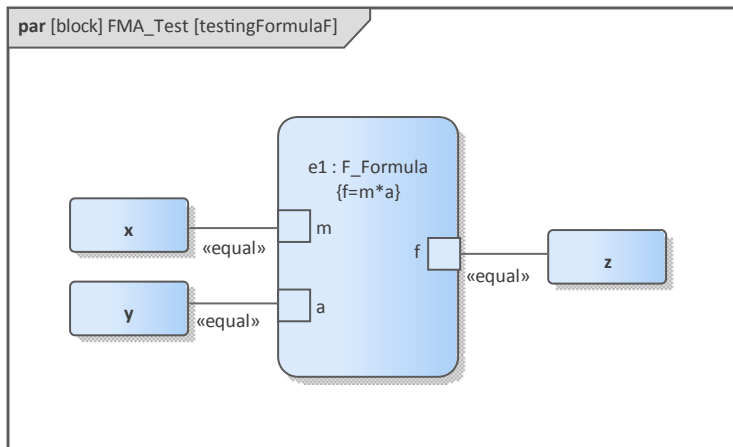 par [block] FMA_Test [testingFormulaF]
e1 : F_Formula
{f=m*a}
x
«equal»
m
f
«equal»
z
y
«equal»
a